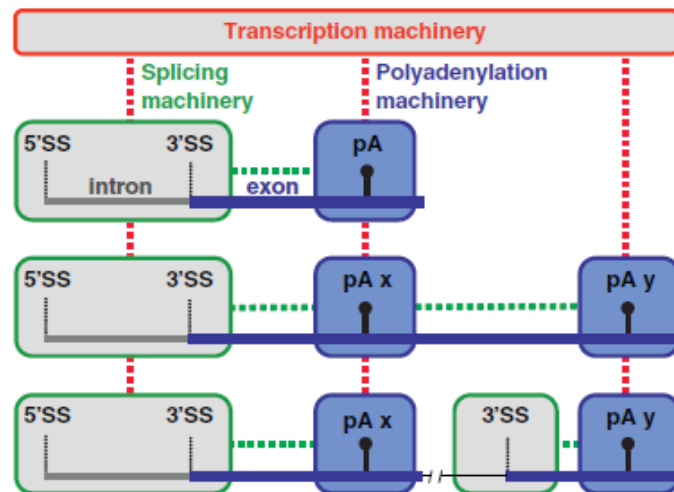 Transcription machinery
Splicing machinery
Polyadenylation machinery
5'SS 3'SS pA
intron exon
5'SS 3'SS pA x pA y
5'SS 3'SS pA x 3'SS pA y